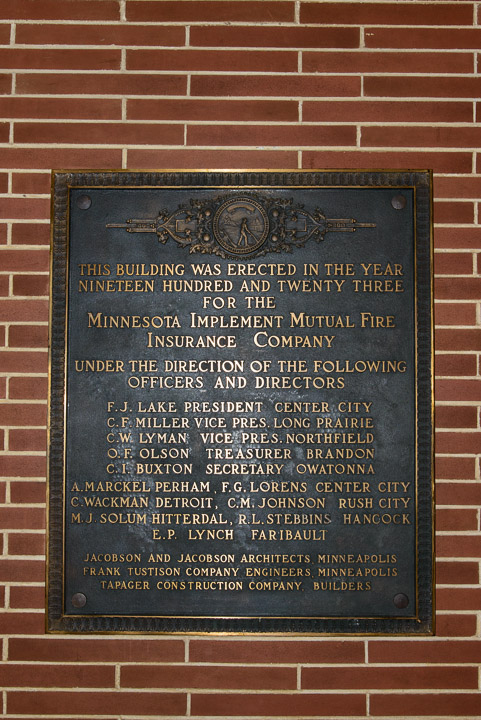 THIS BUILDING WAS ERECTED IN THE YEAR
NINETEEN HUNDRED AND TWENTY THREE
FOR THE
MINNESOTA IMPLEMENT MUTUAL FIRE
INSURANCE COMPANY
UNDER THE DIRECTION OF THE FOLLOWING
OFFICERS AND DIRECTORS
F.J. LAKE PRESIDENT CENTER CITY
C.F. MILLER VICE PRES. LONG PRAIRIE
C.W. LYMAN VICE PRES. NORTHFIELD
O.F. OLSON TREASURER BRANDON
C.I. BUXTON SECRETARY OWATONNA
A. MARCKEL PERHAM, F.G. LORENS CENTER CITY
C. WACKMAN DETROIT, C.M. JOHNSON RUSH CITY
M.J. SOLUM HITTERDAL, R.L. STEBBINS HANCOCK
E.P. LYNCH FARIBAULT
JACOBSON AND JACOBSON ARCHITECTS, MINNEAPOLIS
FRANK TUSTISON COMPANY ENGINEERS, MINNEAPOLIS
TAPAGER CONSTRUCTION COMPANY, BUILDERS